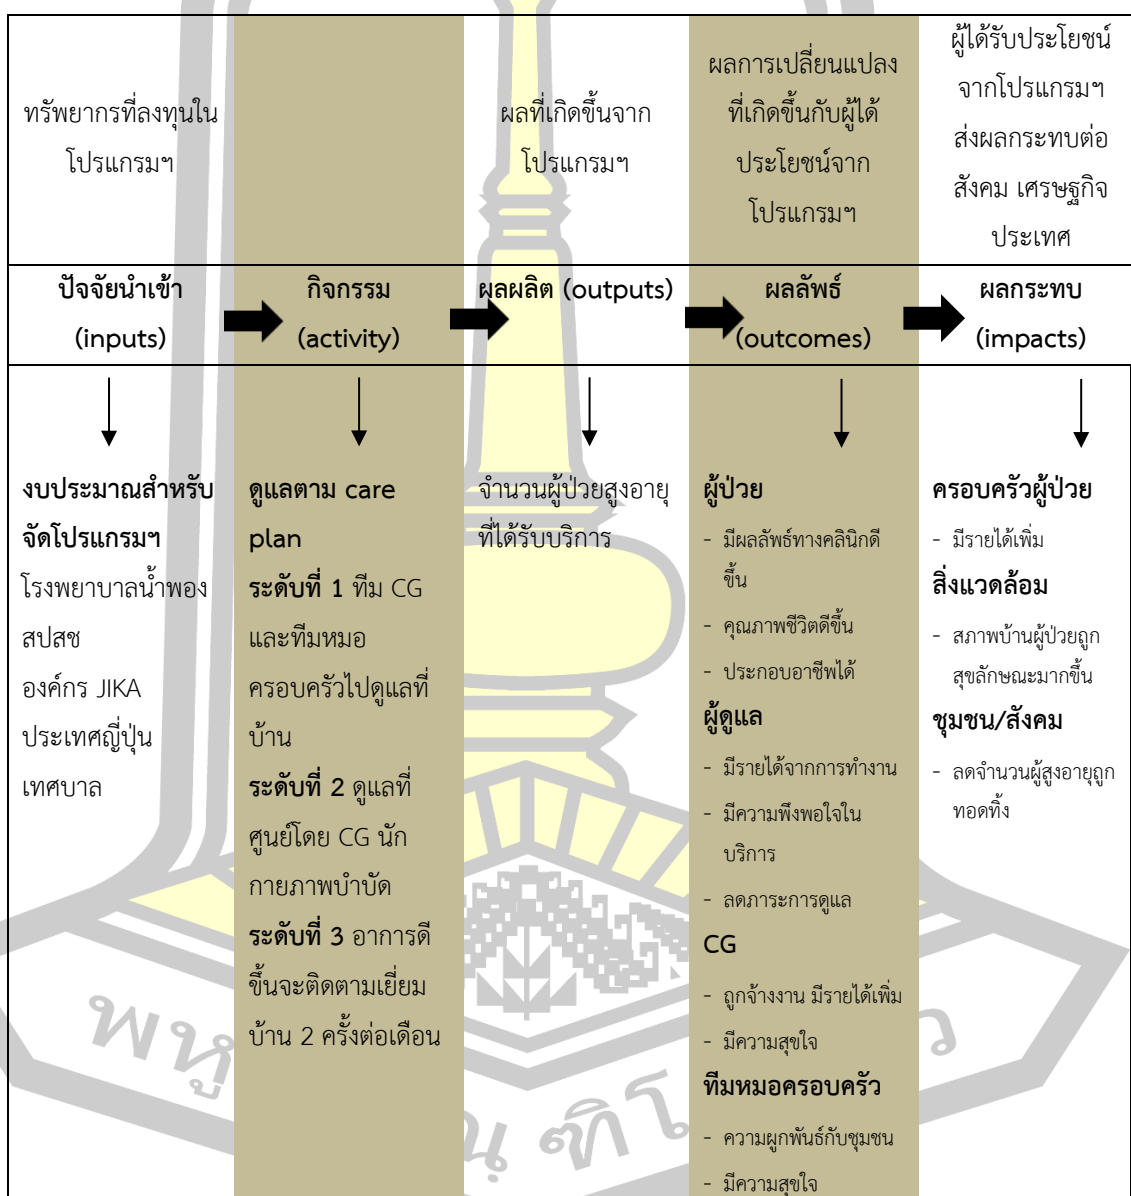 ทรัพยากรที่ลงทุนใน
โปรแกรมฯ
ผลที่เกิดขึ้นจาก
โปรแกรมฯ
ผลการเปลี่ยนแปลง
ที่เกิดขึ้นกับผู้ได้
ประโยชน์จาก
โปรแกรมฯ
ผู้ได้รับประโยชน์
จากโปรแกรมฯ
ส่งผลกระทบต่อ
สังคม เศรษฐกิจ
ประเทศ
ปัจจัยนำเข้า
(inputs)
กิจกรรม
(activity)
ผลผลิต (outputs)
ผลลัพธ์
(outcomes)
ผลกระทบ
(impacts)
งบประมาณสำหรับ
จัดโปรแกรมฯ
โรงพยาบาลน้ำพอง
สปสช
องค์กร JIKA
ประเทศญี่ปุ่น
เทศบาล
ดูแลตาม care
plan
ระดับที่ 1 ทีม CG
และทีมหมอ
ครอบครัวไปดูแลที่
บ้าน
ระดับที่ 2 ดูแลที่
ศูนย์โดย CG นัก
กายภาพบำบัด
ระดับที่ 3 อาการดี
ขึ้นจะติดตามเยี่ยม
บ้าน 2 ครั้งต่อเดือน
จำนวนผู้ป่วยสูงอายุ
ที่ได้รับบริการ
ผู้ป่วย
- มีผลลัพธ์ทางคลินิกดี
ขึ้น
- คุณภาพชีวิตดีขึ้น
- ประกอบอาชีพได้
ผู้ดูแล
- มีรายได้จากการทำงาน
- มีความพึงพอใจใน
บริการ
- ลดภาระการดูแล
CG
- ถูกจ้างงาน มีรายได้เพิ่ม
- มีความสุขใจ
ทีมหมอครอบครัว
- ความผูกพันธ์กับชุมชน
- มีความสุขใจ
ครอบครัวผู้ป่วย
- มีรายได้เพิ่ม
สิ่งแวดล้อม
- สภาพบ้านผู้ป่วยถูก
สุขลักษณะมากขึ้น
ชุมชน/สังคม
- ลดจำนวนผู้สูงอายุถูก
ทอดทิ้ง